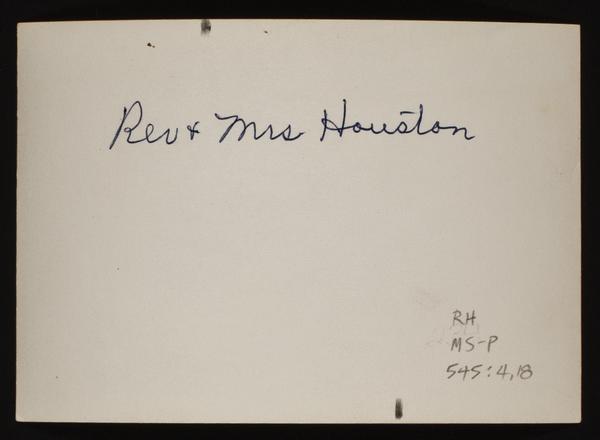 Rev + Mrs Houston
RH
MS-P
545:4,18